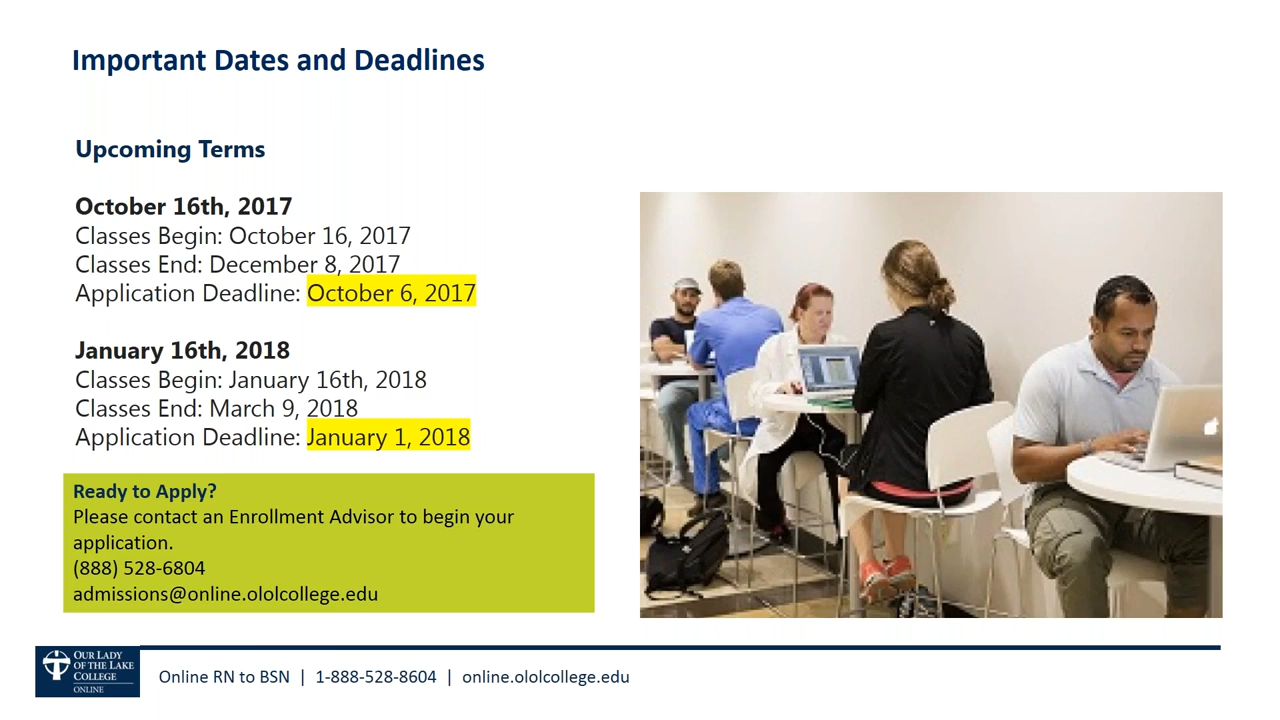 Important Dates and Deadlines
Upcoming Terms
October 16th, 2017
Classes Begin: October 16, 2017
Classes End: December 8, 2017
Application Deadline: October 6, 2017
January 16th, 2018
Classes Begin: January 16th, 2018
Classes End: March 9, 2018
Application Deadline: January 1, 2018
Ready to Apply?
Please contact an Enrollment Advisor to begin your
application.
(888) 528-6804
admissions@online.ololcollege.edu
OUR LADY
OF THE LAKE
COLLEGE
ONLINE
Online RN to BSN | 1-888-528-8604 | online.ololcollege.edu